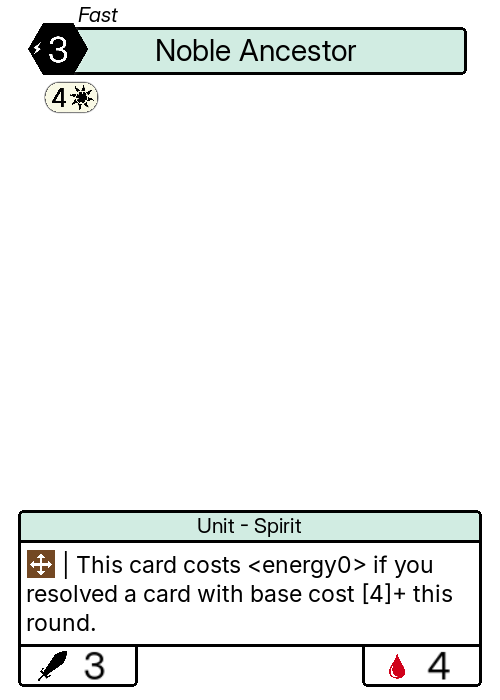 Fast
3 Noble Ancestor
4
Unit - Spirit
| This card costs <energy0> if you
resolved a card with base cost [4]+ this
round.
3 4